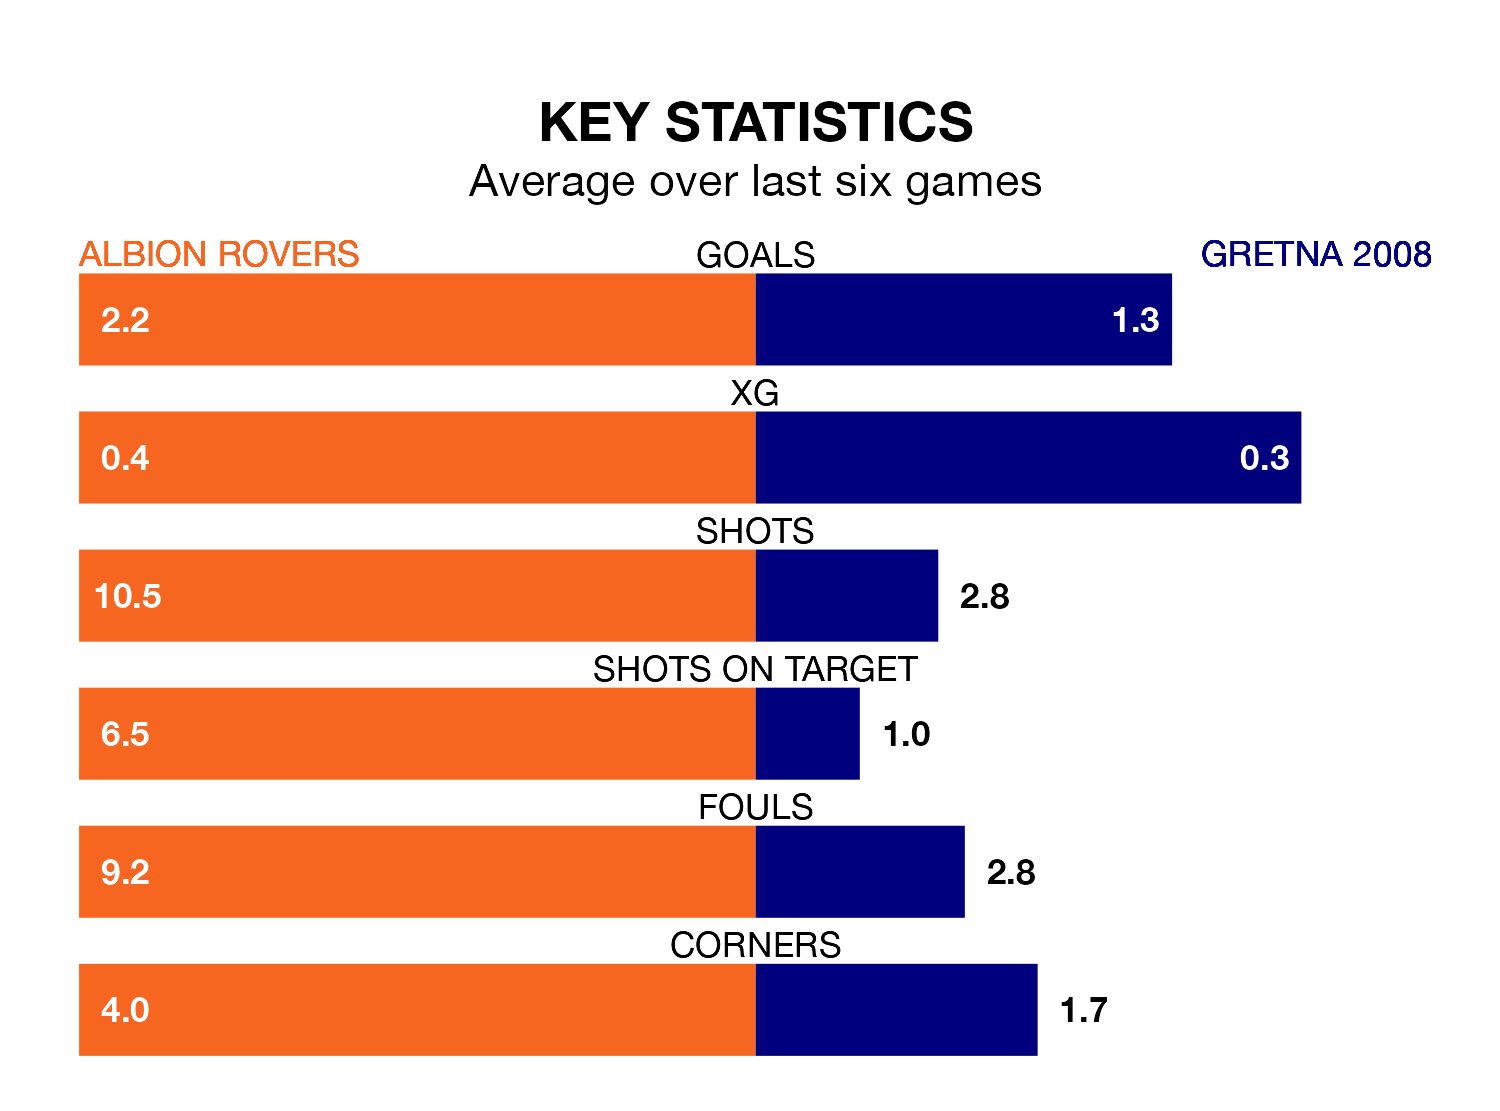 KEY STATISTICS
Average over last six games
ALBION ROVERS GOALS GRETNA 2008
2.2 1.3
XG
0.4 0.3
SHOTS
10.5 2.8
SHOTS ON TARGET
6.5 1.0
FOULS
9.2 2.8
CORNERS
4.0 1.7